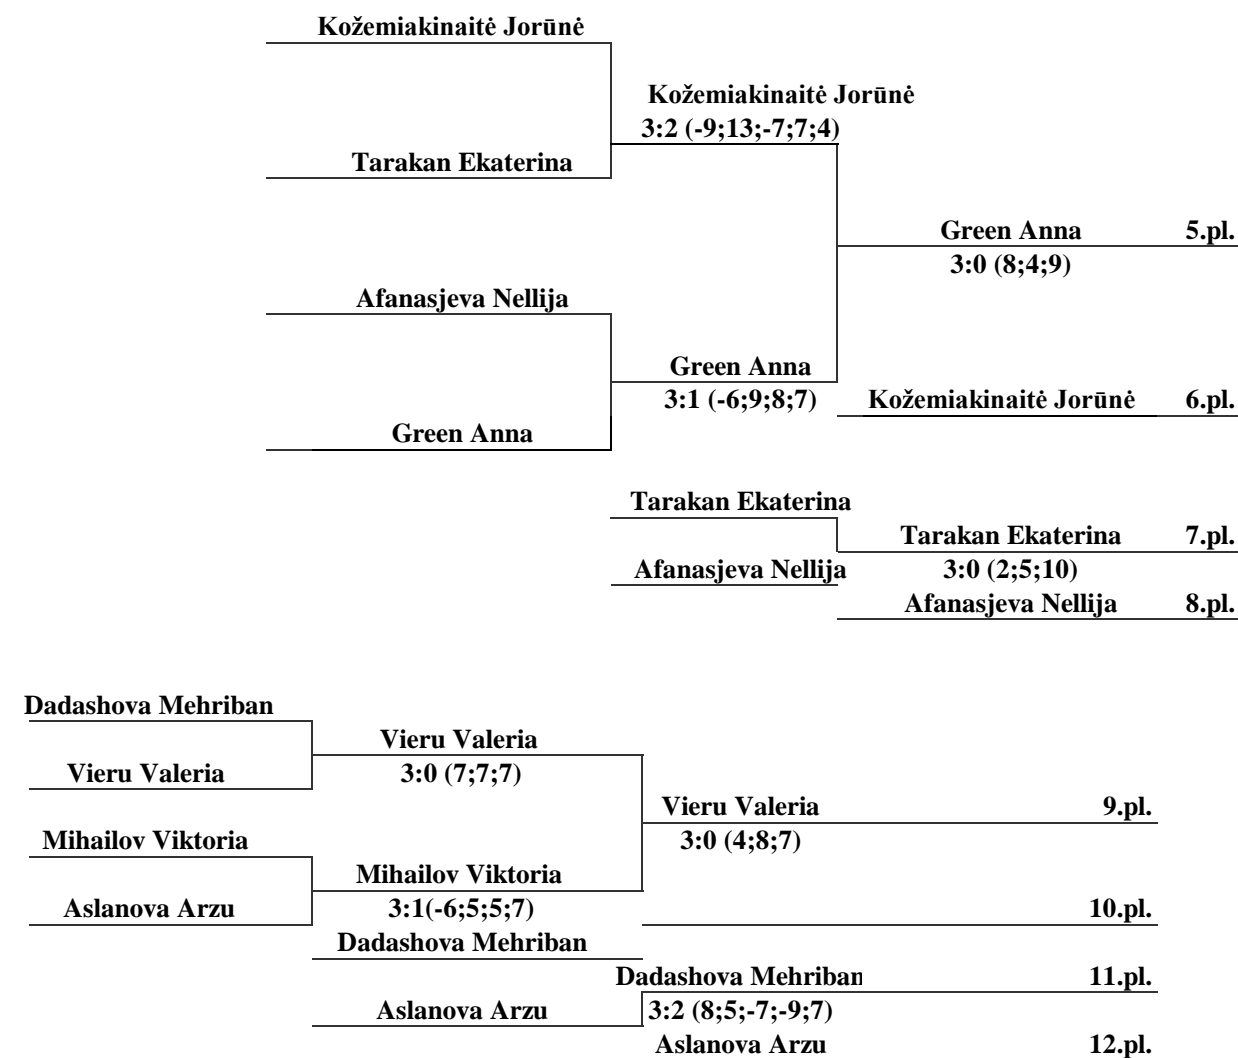 Kožemiakinaitė Jorūnė
Kožemiakinaitė Jorūnė
3:2 (-9;13;-7;7;4)
Tarakan Ekaterina
Green Anna 5.pl.
3:0 (8;4;9)
Afanasjeva Nellija
Green Anna
3:1 (-6;9;8;7) Kožemiakinaitė Jorūnė 6.pl.
Green Anna
Tarakan Ekaterina
Tarakan Ekaterina 7.pl.
Afanasjeva Nellija 3:0 (2;5;10)
Afanasjeva Nellija 8.pl.
Dadashova Mehriban
Vieru Valeria
Vieru Valeria 3:0 (7;7;7)
Vieru Valeria 9.pl.
Mihailov Viktoria 3:0 (4;8;7)
Mihailov Viktoria
Aslanova Arzu 3:1(-6;5;5;7) 10.pl.
Dadashova Mehriban
Dadashova Mehriban 11.pl.
Aslanova Arzu 3:2 (8;5;-7;-9;7)
Aslanova Arzu 12.pl.